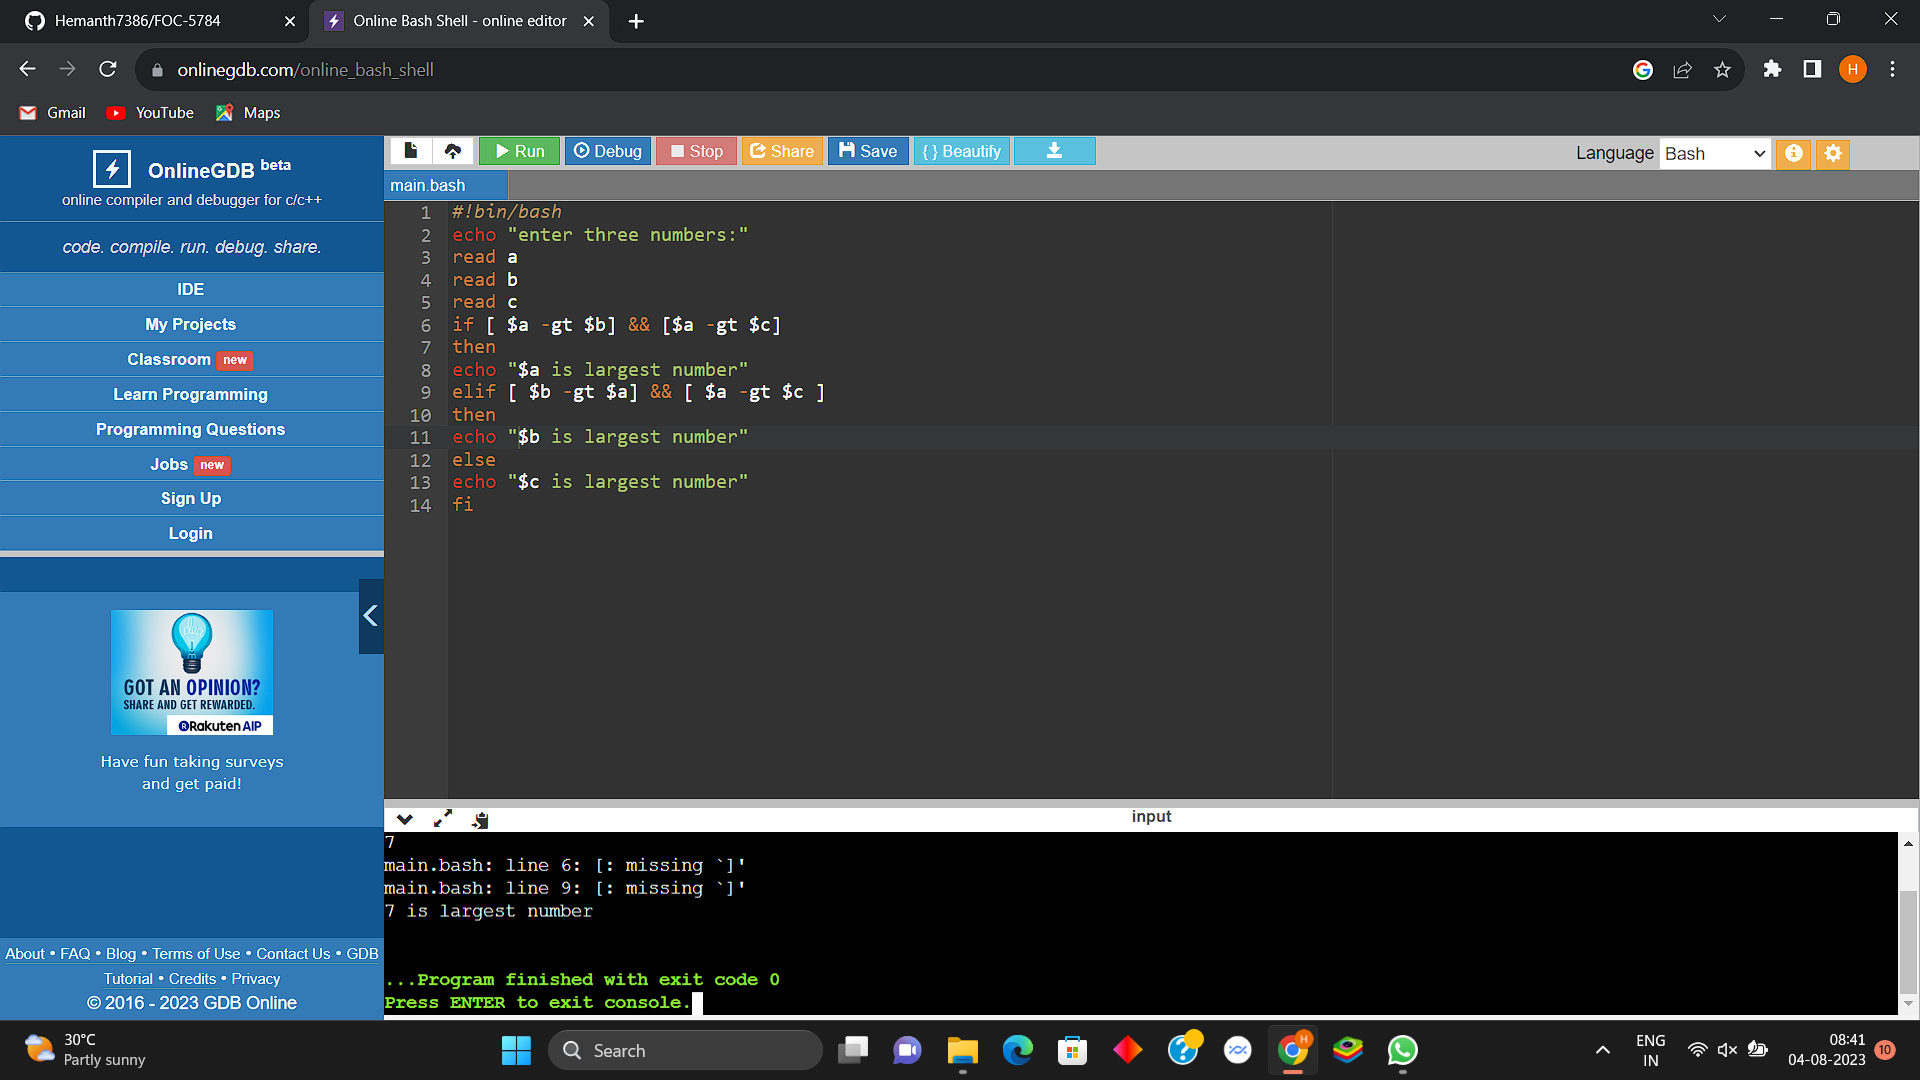 Hemanth7386/FOC-5784
Online Bash Shell - online editor
onlinegdb.com/online_bash_shell
H
Gmail
YouTube
Maps
OnlineGDB beta
online compiler and debugger for c/c++
code. compile. run. debug. share.
IDE
My Projects
Classroom new
Learn Programming
Programming Questions
Jobs new
Sign Up
Login
idea
GOT AN OPINION?
SHARE AND GET REWARDED.
Rakuten AIP
Have fun taking surveys
and get paid!
About • FAQ • Blog • Terms of Use • Contact Us • GDB
Tutorial • Credits • Privacy
© 2016 - 2023 GDB Online
Run Debug Stop Share Save { } Beautify
Language Bash
main.bash
1 #!bin/bash
2 echo "enter three numbers:"
3 read a
4 read b
5 read c
6 if [ $a -gt $b] && [$a -gt $c]
7 then
8 echo "$a is largest number"
9 elif [ $b -gt $a] && [ $a -gt $c ]
10 then
11 echo "$b is largest number"
12 else
13 echo "$c is largest number"
14 fi
input
7
main.bash: line 6: [: missing `]'
main.bash: line 9: [: missing `]'
7 is largest number
...Program finished with exit code 0
Press ENTER to exit console.
30°C
Partly sunny
Search
H
ENG
IN
08:41
04-08-2023
10